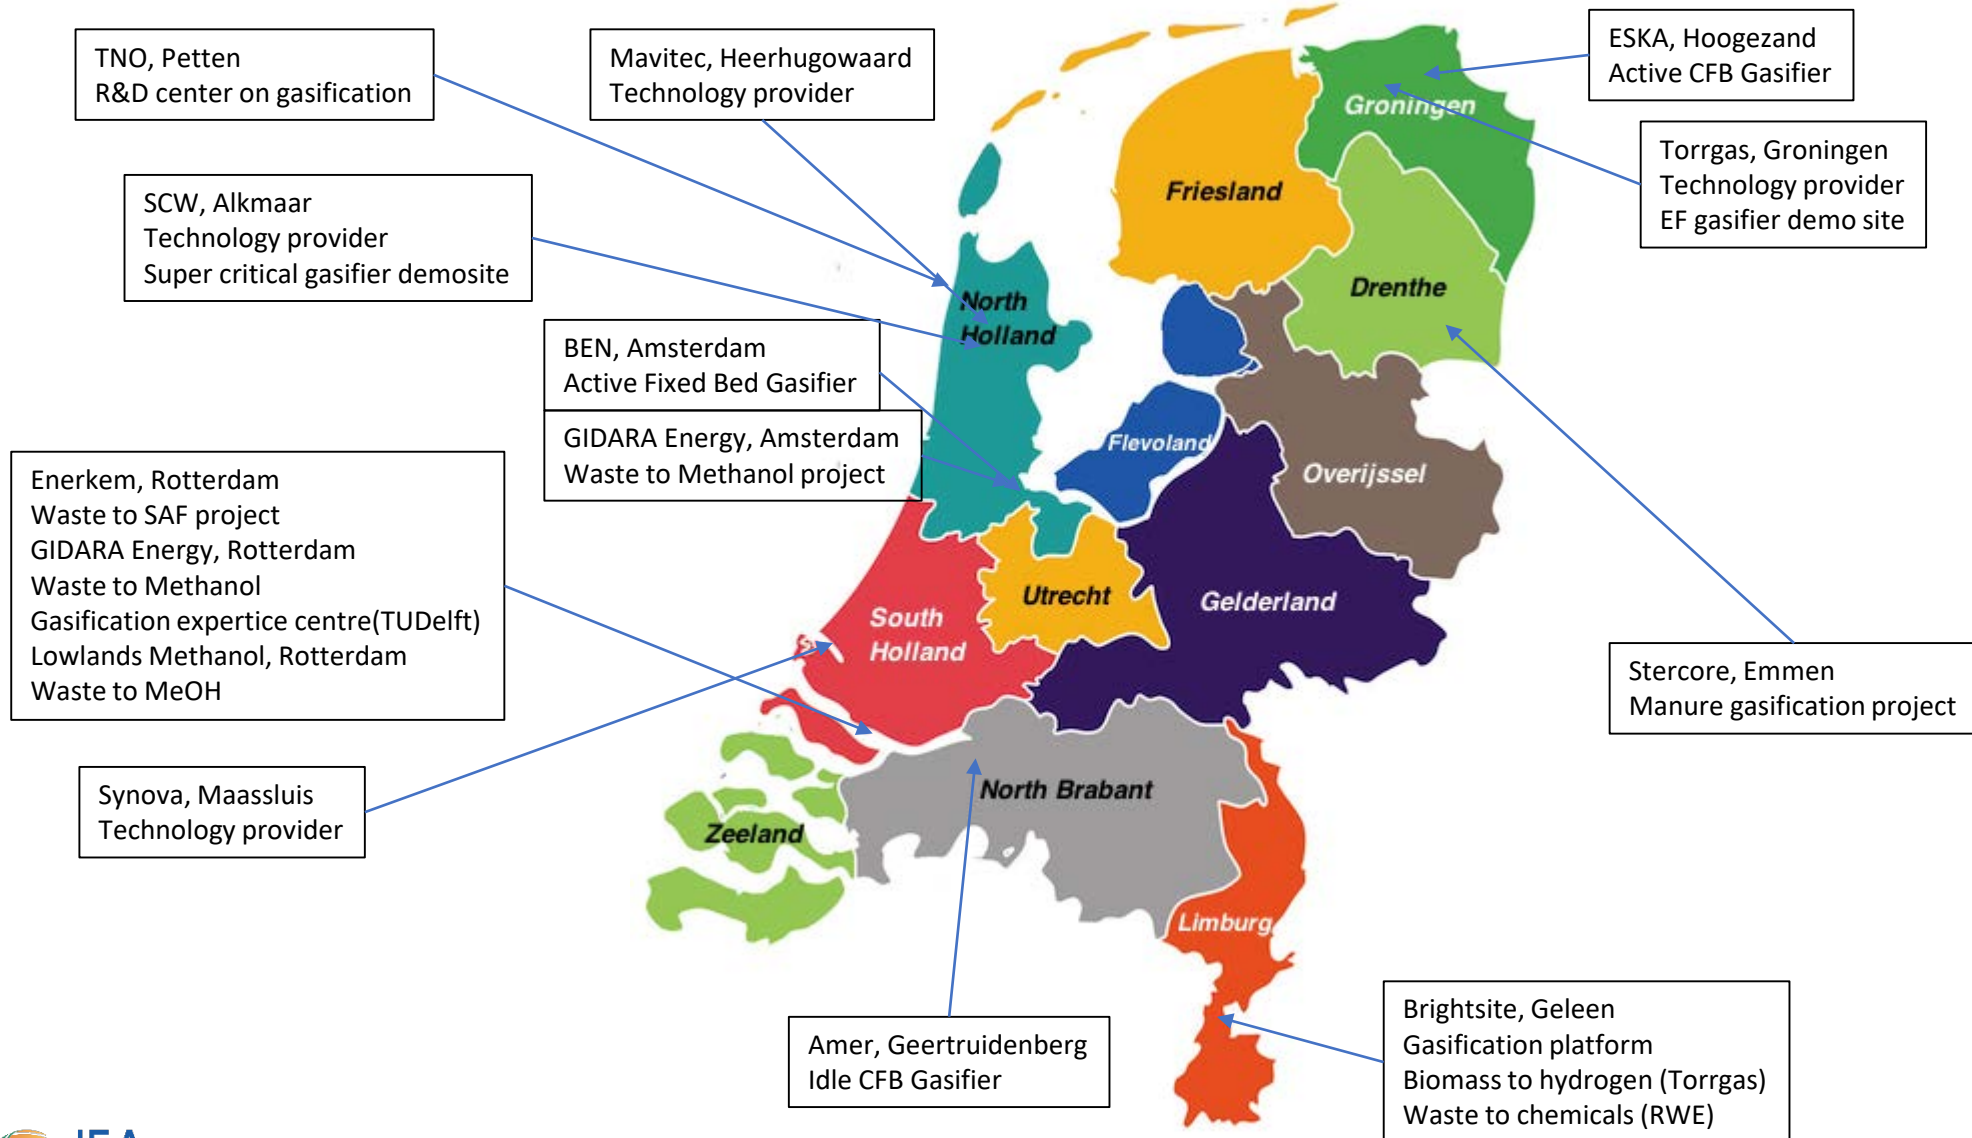 TNO, Petten
R&D center on gasification
Mavitec, Heerhugowaard
Technology provider
ESKA, Hoogezand
Active CFB Gasifier
Torrgas, Groningen
Technology provider
EF gasifier demo site
SCW, Alkmaar
Technology provider
Super critical gasifier demosite
BEN, Amsterdam
Active Fixed Bed Gasifier
GIDARA Energy, Amsterdam
Waste to Methanol project
Enerkem, Rotterdam
Waste to SAF project
GIDARA Energy, Rotterdam
Waste to Methanol
Gasification expertice centre(TUDelft)
Lowlands Methanol, Rotterdam
Waste to MeOH
Synova, Maassluis
Technology provider
Stercore, Emmen
Manure gasification project
Amer, Geertruidenberg
Idle CFB Gasifier
Brightsite, Geleen
Gasification platform
Biomass to hydrogen (Torrgas)
Waste to chemicals (RWE)
Groningen
Friesland
Drenthe
North
Holland
Flevoland
Overijssel
Utrecht
Gelderland
South
Holland
North Brabant
Zeeland
Limburg
IEA